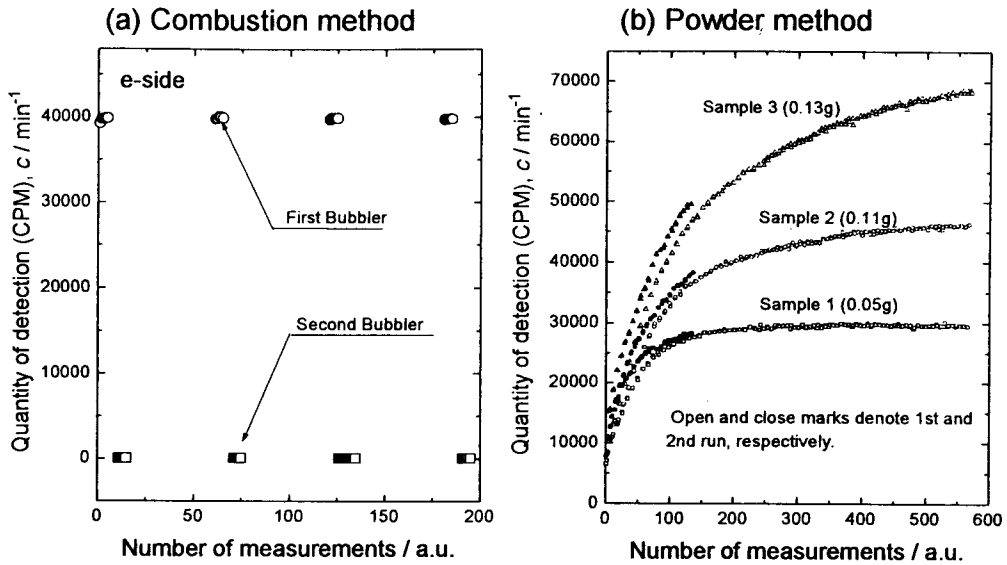 (a) Combustion method
e-side
First Bubbler
Second Bubbler
50000
40000
30000
20000
10000
0
0
50
100
150
200
Quantity of detection (CPM), c / min⁻¹
Number of measurements / a.u.
(b) Powder method
Sample 3 (0.13g)
Sample 2 (0.11g)
Sample 1 (0.05g)
Open and close marks denote 1st and
2nd run, respectively.
70000
60000
50000
40000
30000
20000
10000
0
0
100
200
300
400
500
600
Quantity of detection (CPM), c / min⁻¹
Number of measurements / a.u.